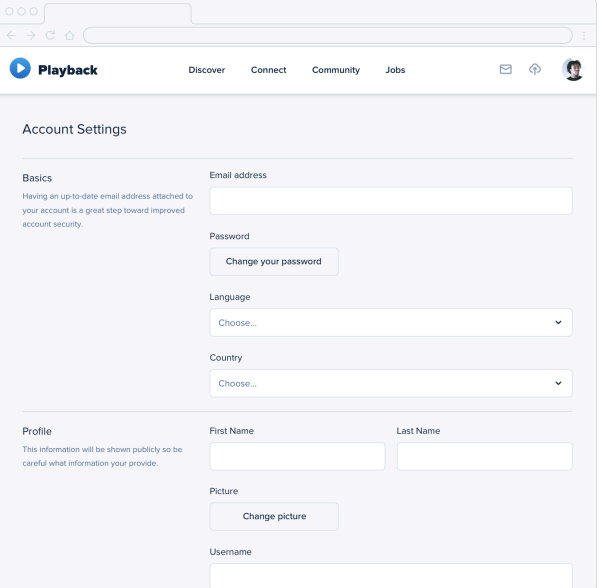 Playback
Discover Connect Community Jobs
Account Settings
Basics
Having an up-to-date email address attached to
your account is a great step toward improved
account security.
Email address
Password
Change your password
Language
Choose...
Country
Choose...
Profile
This information will be shown publicly so be
careful what information your provide.
First Name
Last Name
Picture
Change picture
Username